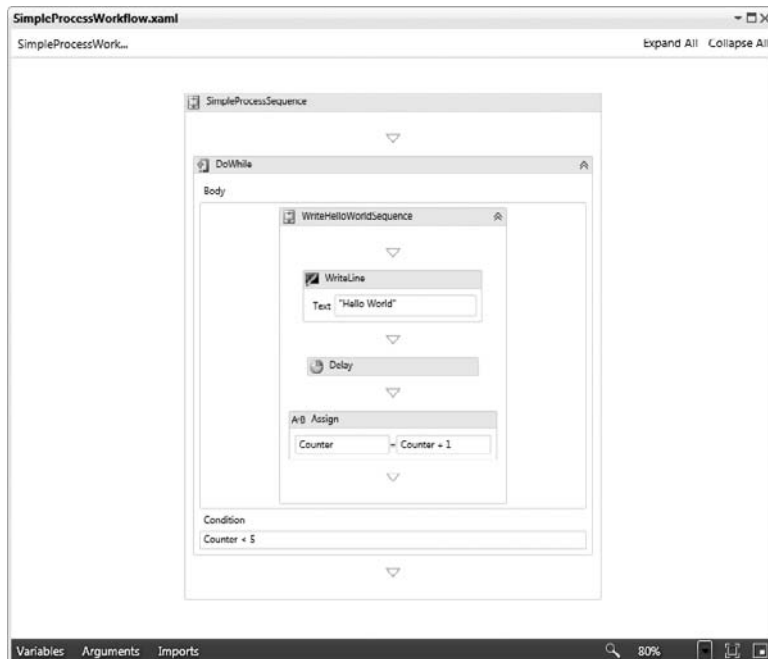 SimpleProcessWorkflow.xaml
SimpleProcessWork...
Expand All Collapse All
SimpleProcessSequence
DoWhile
Body
WriteHelloWorldSequence
WriteLine
Text "Hello World"
Delay
A+B Assign
Counter = Counter + 1
Condition
Counter < 5
Variables Arguments Imports 80%